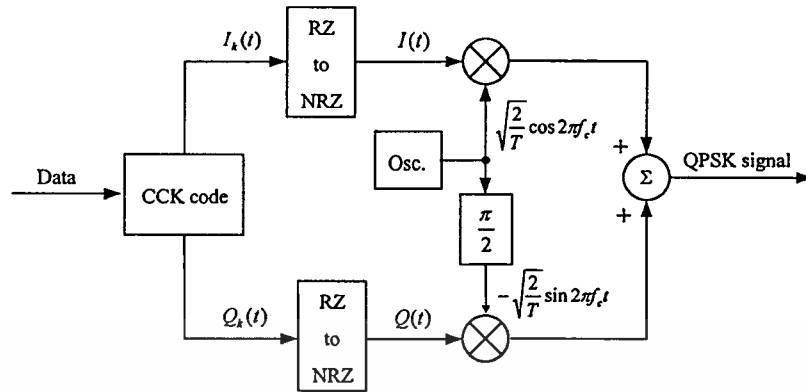 I_k(t)
RZ
to
NRZ
I(t)
√(2/T) cos 2πf_c t
Osc.
Data
CCK code
+
Σ
QPSK signal
+
π/2
−√(2/T) sin 2πf_c t
Q_k(t)
RZ
to
NRZ
Q(t)